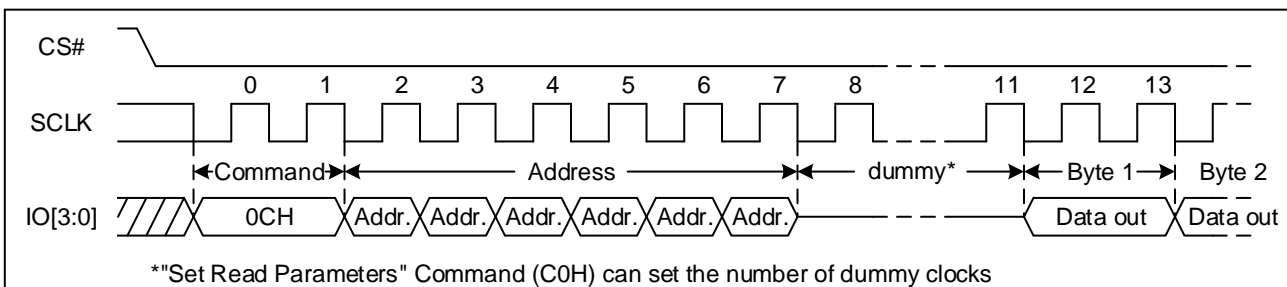 CS#
0 1 2 3 4 5 6 7 8 11 12 13
SCLK
Command Address dummy* Byte 1 Byte 2
IO[3:0] 0CH Addr. Addr. Addr. Addr. Addr. Addr. Data out Data out
*"Set Read Parameters" Command (C0H) can set the number of dummy clocks